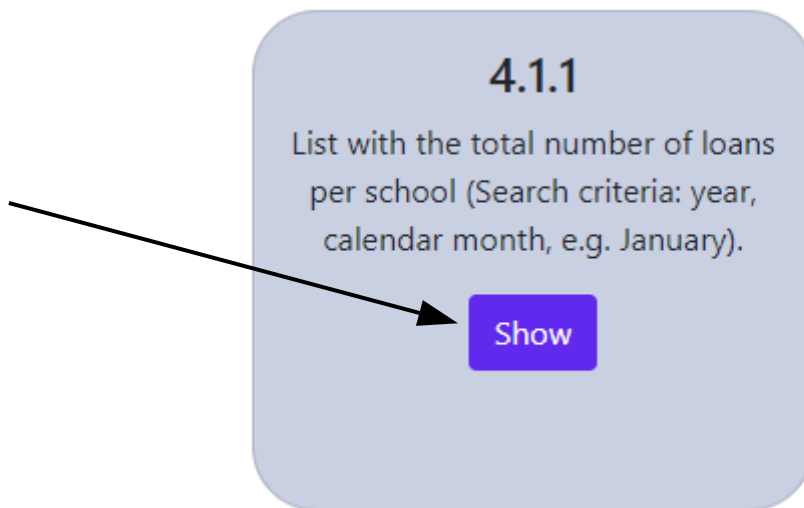 4.1.1
List with the total number of loans
per school (Search criteria: year,
calendar month, e.g. January).
Show